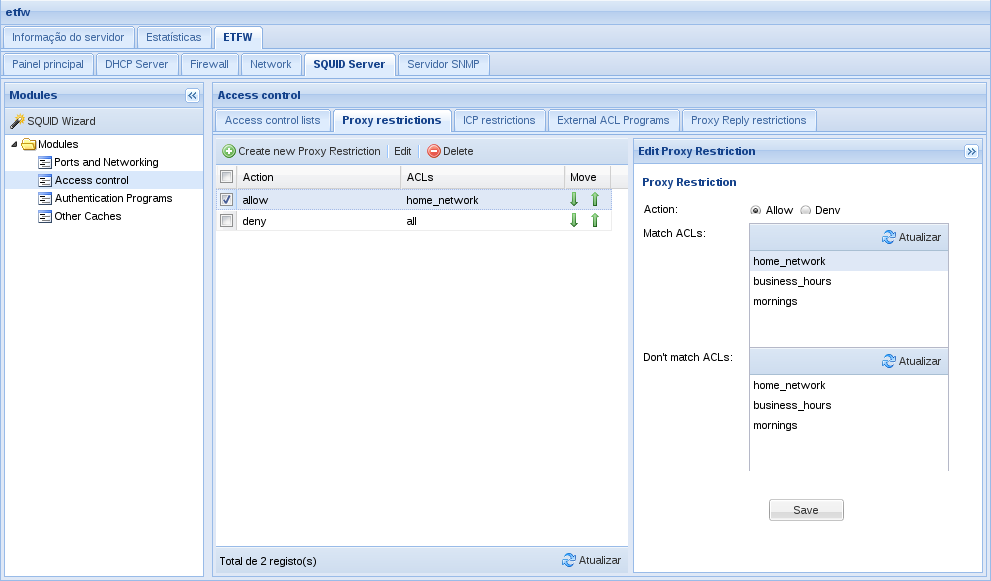 etfw
Informação do servidor Estatísticas ETFW
Painel principal DHCP Server Firewall Network SQUID Server Servidor SNMP
Modules
SQUID Wizard
Modules
Ports and Networking
Access control
Authentication Programs
Other Caches
Access control
Access control lists Proxy restrictions ICP restrictions External ACL Programs Proxy Reply restrictions
Create new Proxy Restriction Edit Delete
Action ACLs Move
allow home_network
deny all
Total de 2 registo(s) Atualizar
Edit Proxy Restriction
Proxy Restriction
Action: Allow Deny
Match ACLs: Atualizar
home_network
business_hours
mornings
Don't match ACLs: Atualizar
home_network
business_hours
mornings
Save